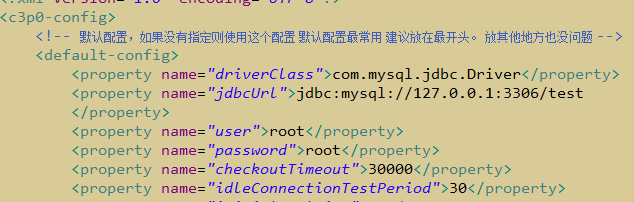 <c3p0-config>
<!-- 默认配置，如果没有指定则使用这个配置 默认配置最常用 建议放在最开头。 放其他地方也没问题 -->
<default-config>
<property name="driverClass">com.mysql.jdbc.Driver</property>
<property name="jdbcUrl">jdbc:mysql://127.0.0.1:3306/test
</property>
<property name="user">root</property>
<property name="password">root</property>
<property name="checkoutTimeout">30000</property>
<property name="idleConnectionTestPeriod">30</property>